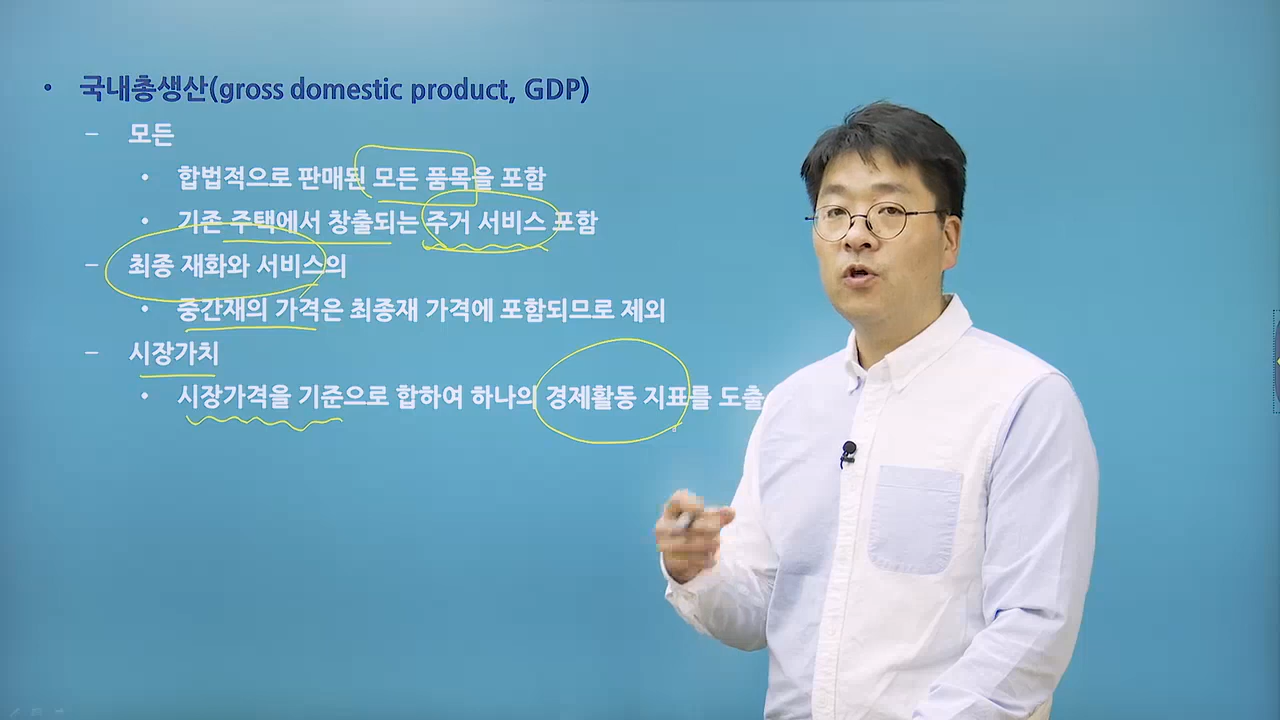 • 국내총생산(gross domestic product, GDP)
– 모든
• 합법적으로 판매된 모든 품목을 포함
• 기존 주택에서 창출되는 주거 서비스 포함
– 최종 재화와 서비스의
• 중간재의 가격은 최종재 가격에 포함되므로 제외
– 시장가치
• 시장가격을 기준으로 합하여 하나의 경제활동 지표를 도출